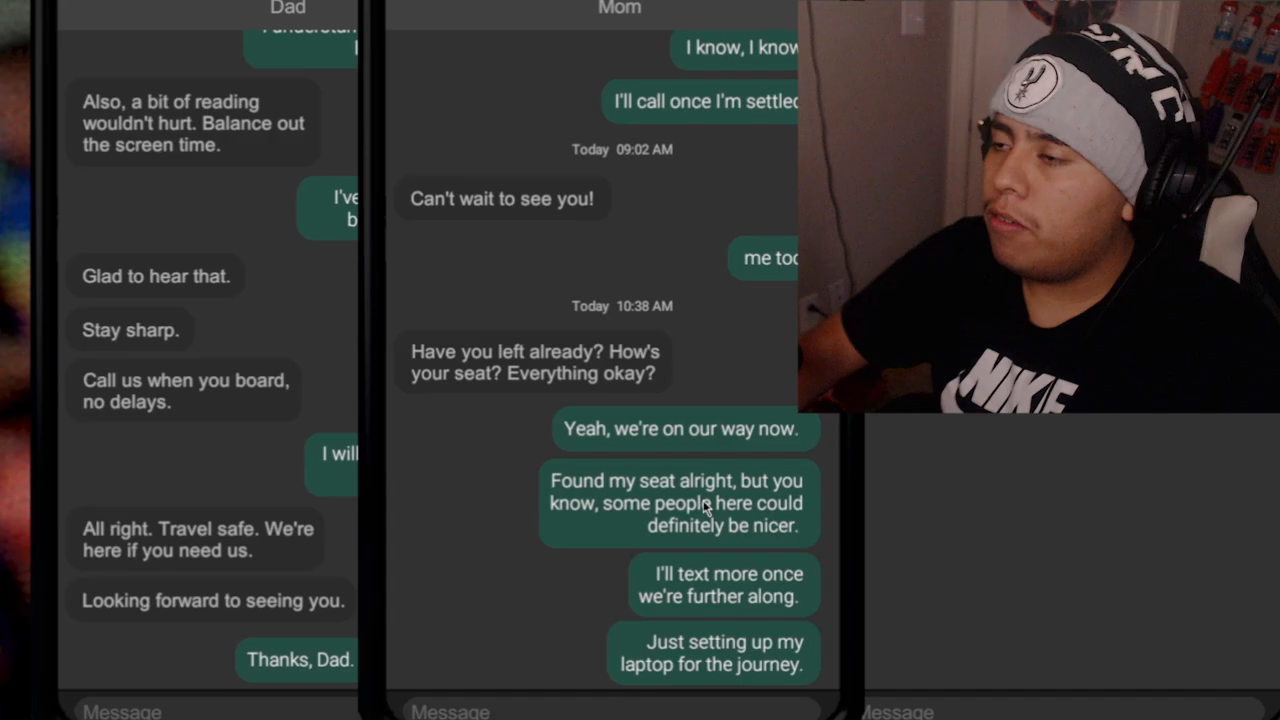 Dad
Also, a bit of reading
wouldn't hurt. Balance out
the screen time.
I've
b
Glad to hear that.
Stay sharp.
Call us when you board,
no delays.
I will
All right. Travel safe. We're
here if you need us.
Looking forward to seeing you.
Thanks, Dad.
Message
Mom
I know, I know
I'll call once I'm settled
Today 09:02 AM
Can't wait to see you!
me too
Today 10:38 AM
Have you left already? How's
your seat? Everything okay?
Yeah, we're on our way now.
Found my seat alright, but you
know, some people here could
definitely be nicer.
I'll text more once
we're further along.
Just setting up my
laptop for the journey.
Message
Message
NIKE